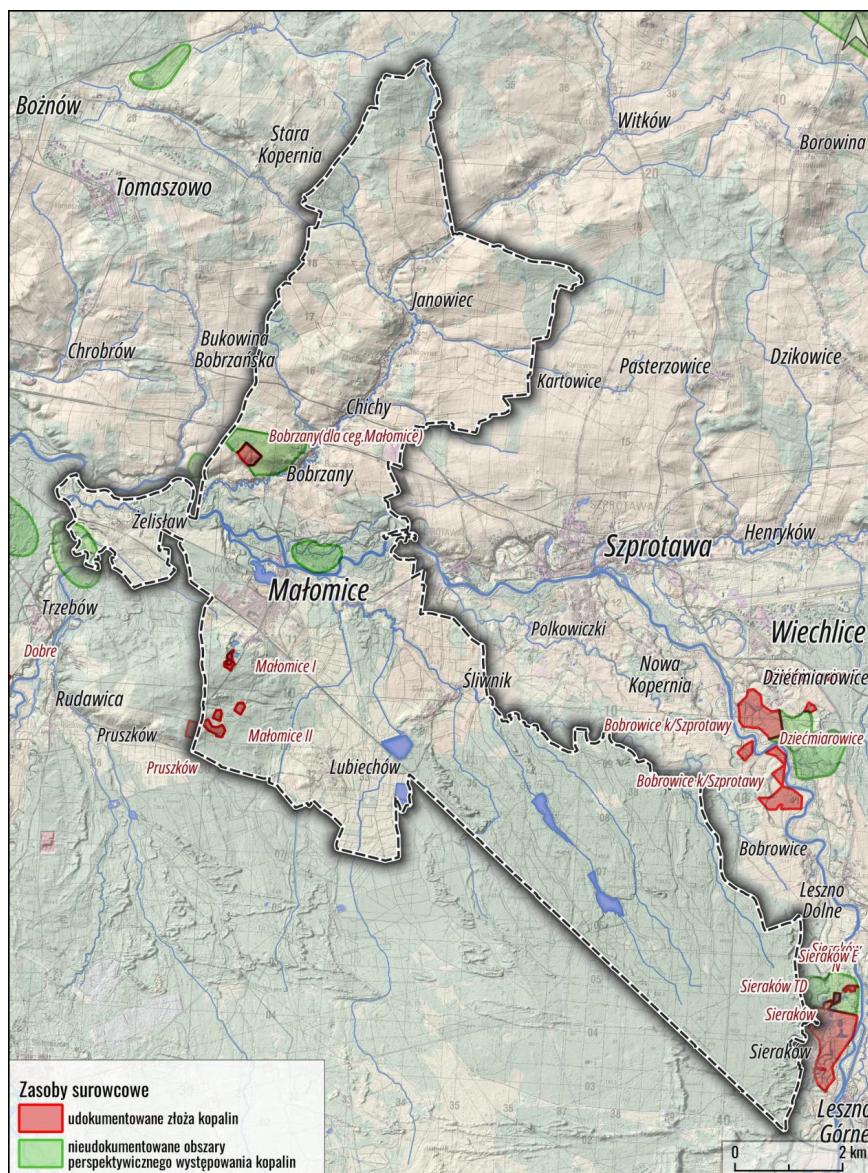 Bożnów
Stara
Kopernia
Witków
Borowina
Tomaszowo
Janowiec
Bukowina
Bobrzańska
Chrobrów
Pasterzowice
Dzikowice
Kartowice
Chichy
Bobrzany(dla ceg.Małomice)
Bobrzany
Żelisław
SZPROTAWA
Szprotawa
Henryków
Małomice
Trzebów
Polkowiczki
Wiechlice
Dobre
Małomice I
Nowa
Kopernia
Dziećmiarowice
Rudawica
Śliwnik
Pruszków
Małomice II
Bobrowice k/Szprotawy
Dziećmiarowice
Pruszków
Lubiechów
Bobrowice k/Szprotawy
Bobrowice
Leszno
Dolne
Sieraków E
N
Sieraków TD
Sieraków
Sieraków
Leszno
Górne
Zasoby surowcowe
udokumentowane złoża kopalin
nieudokumentowane obszary
perspektywicznego występowania kopalin
0 2 km